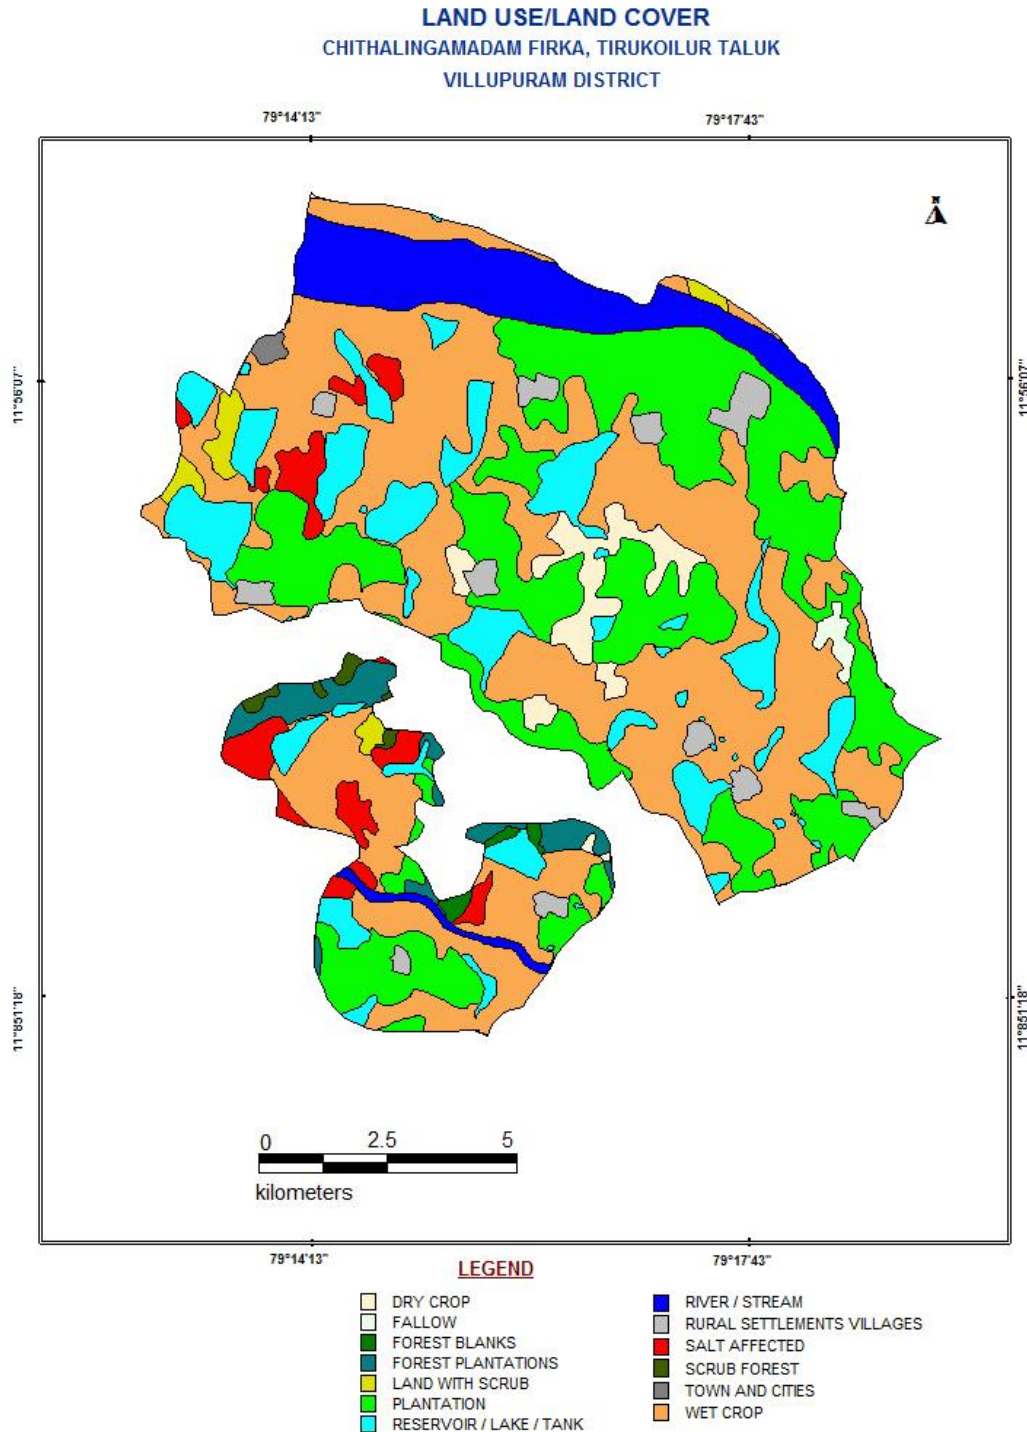 LAND USE/LAND COVER
CHITHALINGAMADAM FIRKA, TIRUKOILUR TALUK
VILLUPURAM DISTRICT
79°14'13" 79°17'43"
N
11°56'07" 11°56'07"
11°851'18" 11°851'18"
0 2.5 5
kilometers
79°14'13" 79°17'43"
LEGEND
DRY CROP
FALLOW
FOREST BLANKS
FOREST PLANTATIONS
LAND WITH SCRUB
PLANTATION
RESERVOIR / LAKE / TANK
RIVER / STREAM
RURAL SETTLEMENTS VILLAGES
SALT AFFECTED
SCRUB FOREST
TOWN AND CITIES
WET CROP